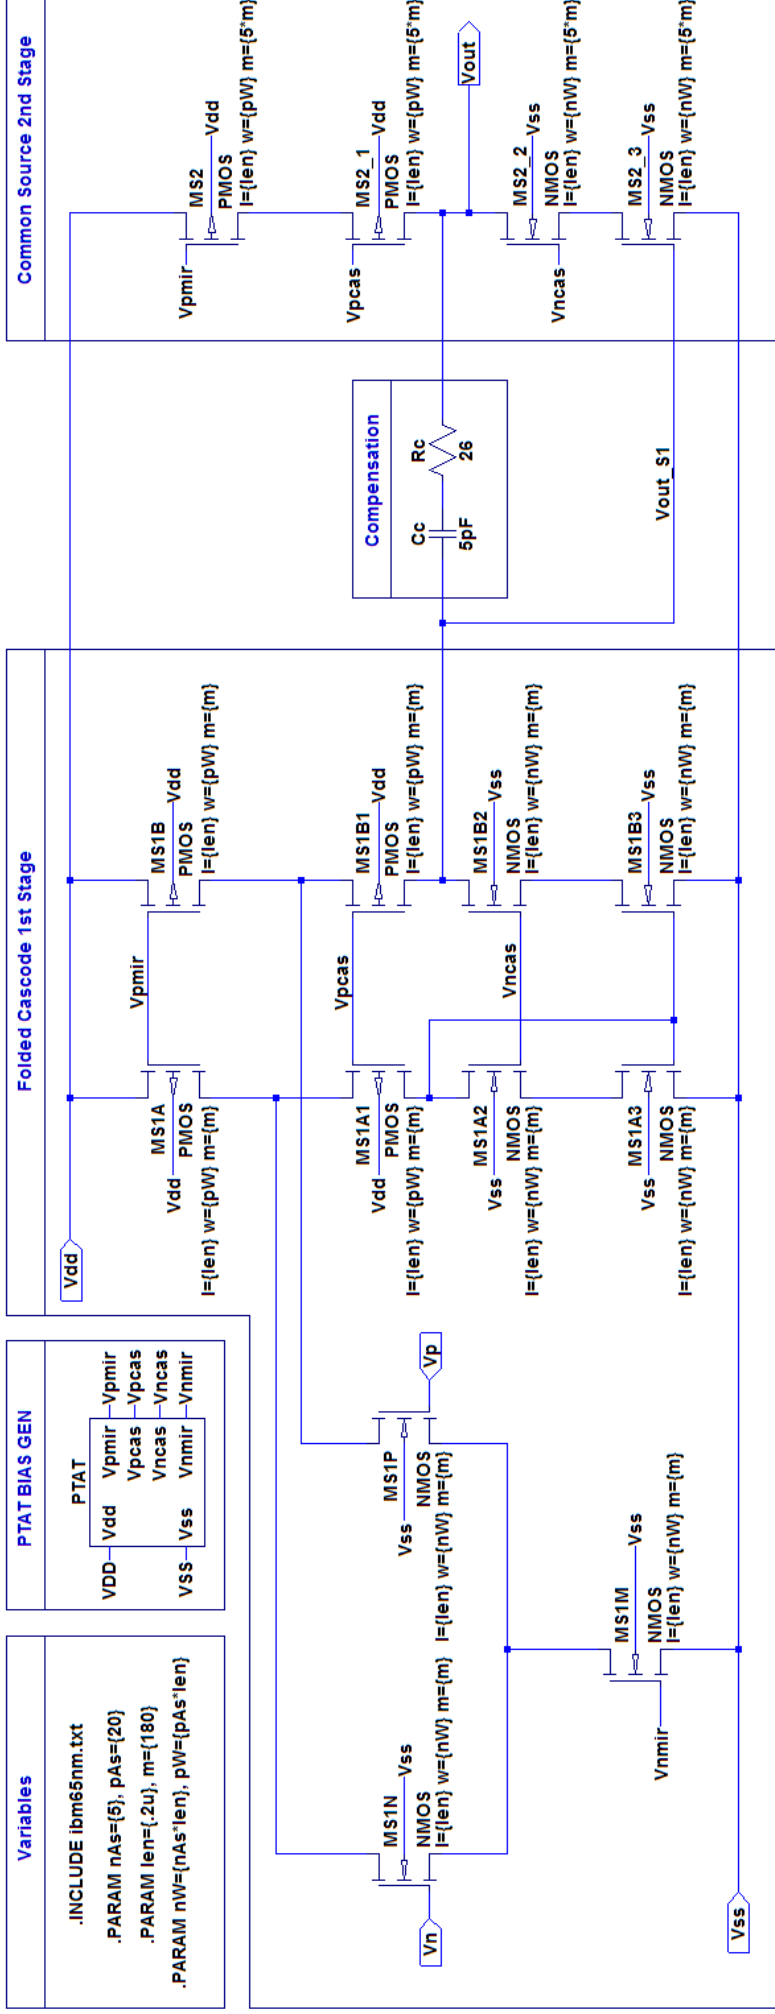 Variables
.INCLUDE ibm65nm.txt
.PARAM nAs={5}, pAs={20}
.PARAM len={.2u}, m={180}
.PARAM nW={nAs*len}, pW={pAs*len}
PTAT BIAS GEN
PTAT
VDD
Vdd
Vpmir
Vpmir
Vpcas
Vpcas
Vncas
Vncas
VSS
Vss
Vnmir
Vnmir
Folded Cascode 1st Stage
Vdd
MS1A
Vdd
PMOS
l={len} w={pW} m={m}
Vpmir
MS1B
Vdd
PMOS
l={len} w={pW} m={m}
MS1A1
Vdd
PMOS
l={len} w={pW} m={m}
Vpcas
MS1B1
Vdd
PMOS
l={len} w={pW} m={m}
MS1A2
Vss
NMOS
l={len} w={nW} m={m}
Vncas
MS1B2
Vss
NMOS
l={len} w={nW} m={m}
MS1A3
Vss
NMOS
l={len} w={nW} m={m}
MS1B3
Vss
NMOS
l={len} w={nW} m={m}
Vn
MS1N
Vss
NMOS
l={len} w={nW} m={m}
MS1P
Vss
NMOS
l={len} w={nW} m={m}
Vp
MS1M
Vss
NMOS
l={len} w={nW} m={m}
Vnmir
Vss
Compensation
Cc
5pF
Rc
26
Vout_S1
Common Source 2nd Stage
Vpmir
MS2
Vdd
PMOS
l={len} w={pW} m={5*m}
Vpcas
MS2_1
Vdd
PMOS
l={len} w={pW} m={5*m}
Vout
Vncas
MS2_2
Vss
NMOS
l={len} w={nW} m={5*m}
MS2_3
Vss
NMOS
l={len} w={nW} m={5*m}